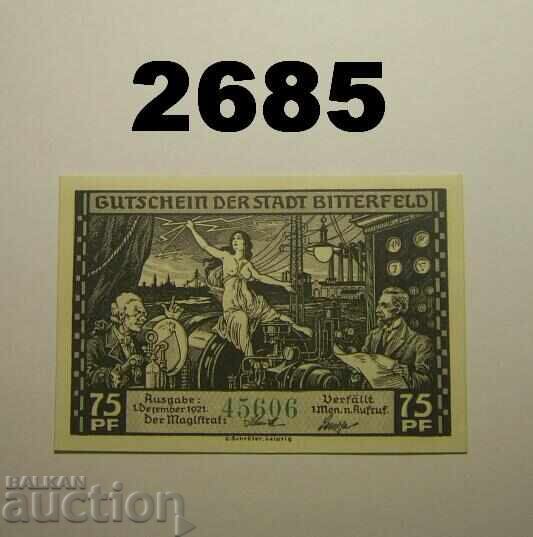 2685
GUTSCHEIN DER STADT BITTERFELD
Ausgabe:
1. Dezember 1921.
Der Magistrat:
45606
Verfällt
1. Mon. n. Aufruf.
75
PF
75
PF
BALKAN
auction